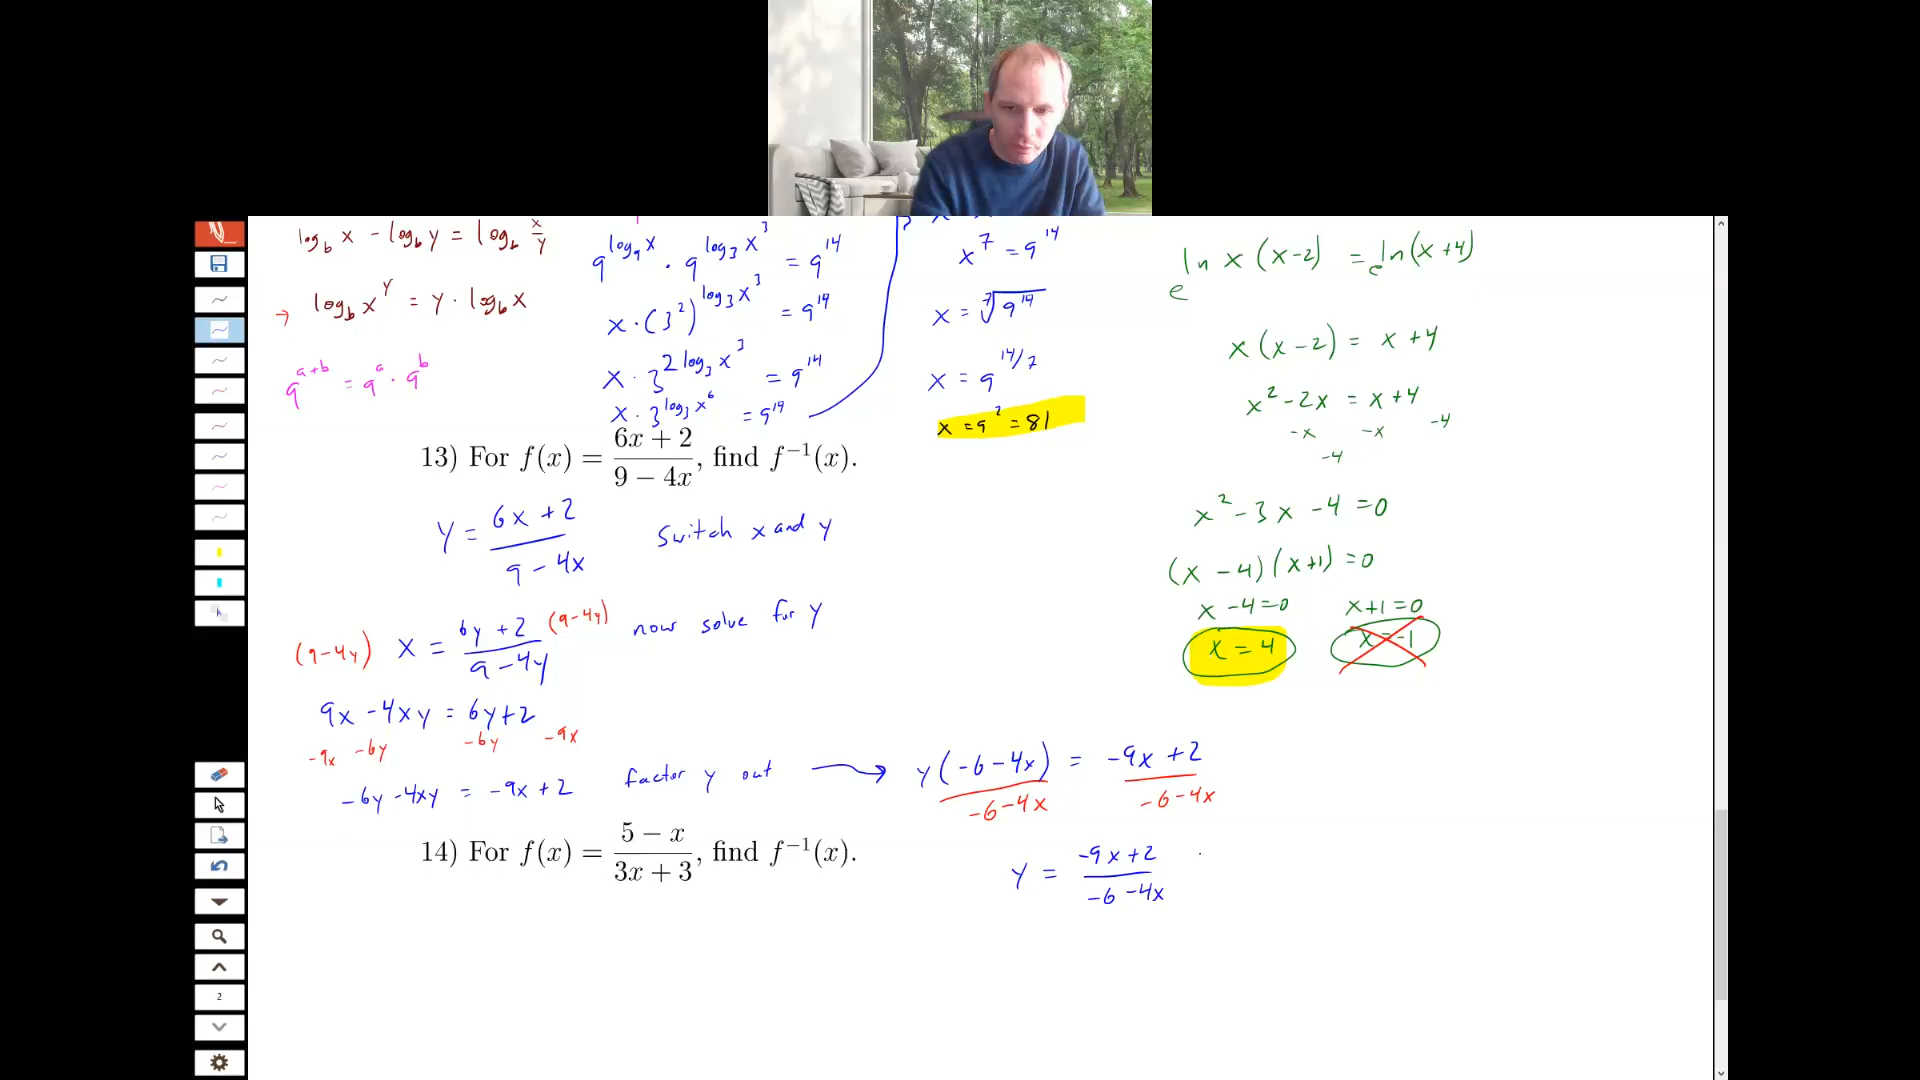 log_b x - log_b y = log_b x/y
→ log_b x^y = y · log_b x
9^(a+b) = 9^a · 9^b
9^(log_9 x) · 9^(log_3 x^3) = 9^14
x · (3^2)^(log_3 x^3) = 9^14
x · 3^(2 log_3 x^3) = 9^14
x · 3^(log_3 x^6) = 9^14
x^7 = 9^14
x = ⁷√(9^14)
x = 9^(14/7)
x = 9^2 = 81
e^(ln x(x-2)) = e^(ln(x+4))
x(x-2) = x+4
x^2 - 2x = x+4
-x -x -4
-4
x^2 - 3x - 4 = 0
(x-4)(x+1) = 0
x-4=0 x+1=0
x = 4 x = -1
13) For f(x) = (6x + 2)/(9 − 4x), find f^−1(x).
y = (6x+2)/(9-4x) Switch x and y
(9-4y) x = (6y+2)/(9-4y) (9-4y) now solve for y
9x - 4xy = 6y+2
-9x -6y -6y -9x
-6y - 4xy = -9x + 2 factor y out → y(-6-4x) = -9x+2
-6-4x -6-4x
y = (-9x+2)/(-6-4x)
14) For f(x) = (5 − x)/(3x + 3), find f^−1(x).
2